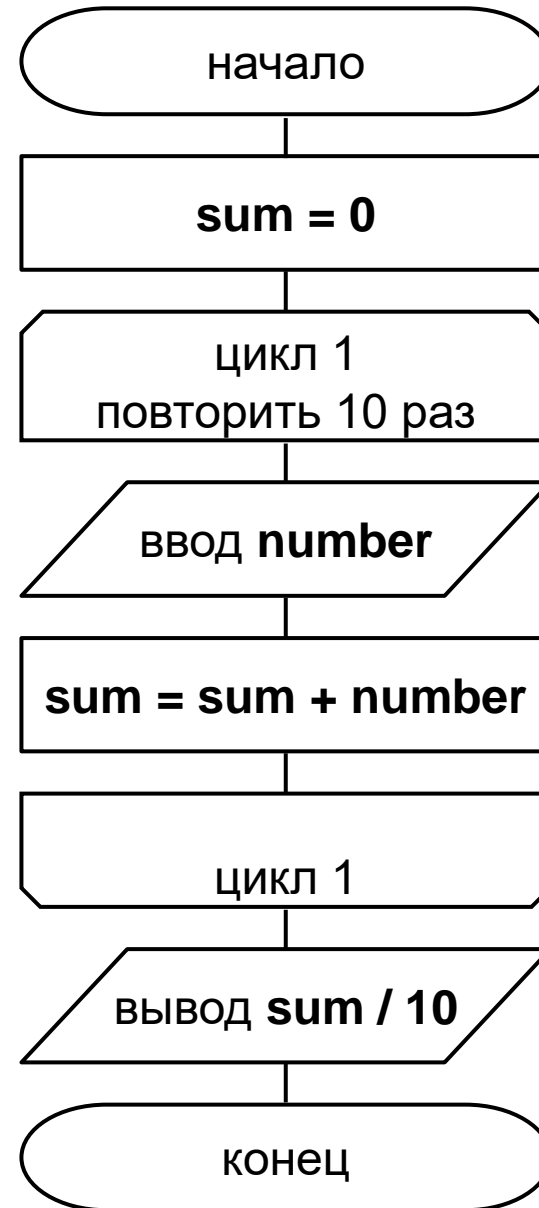 начало
sum = 0
цикл 1
повторить 10 раз
ввод number
sum = sum + number
цикл 1
вывод sum / 10
конец